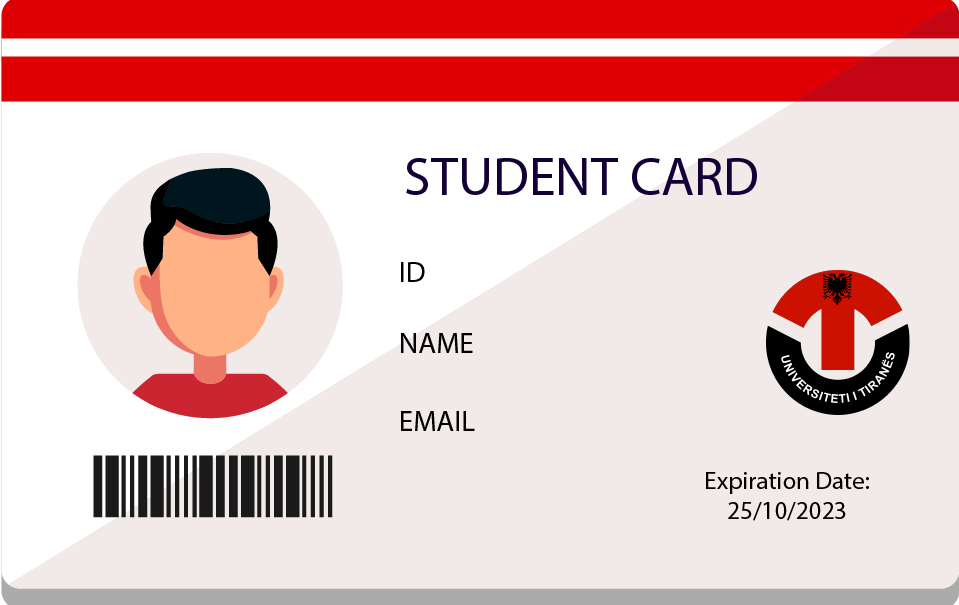 STUDENT CARD
ID
NAME
EMAIL
UNIVERSITETI I TIRANËS
Expiration Date:
25/10/2023